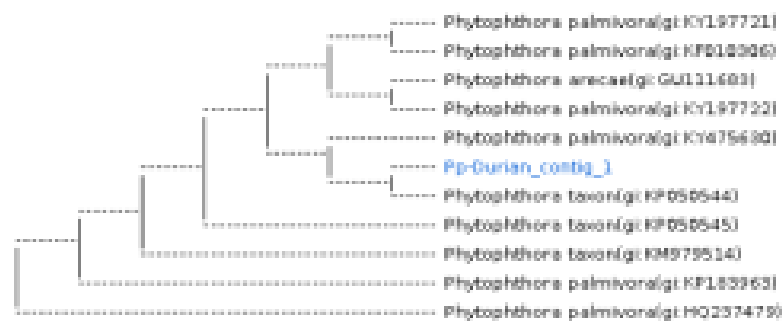 Phytophthora palmivora(gi:KY197721)
Phytophthora palmivora(gi:KF010306)
Phytophthora arecae(gi:GU111603)
Phytophthora palmivora(gi:KY197722)
Phytophthora palmivora(gi:KY475630)
Pp-Durian_contig_1
Phytophthora taxon(gi:KP050544)
Phytophthora taxon(gi:KP050545)
Phytophthora taxon(gi:KM979514)
Phytophthora palmivora(gi:KP183963)
Phytophthora palmivora(gi:HQ237479)